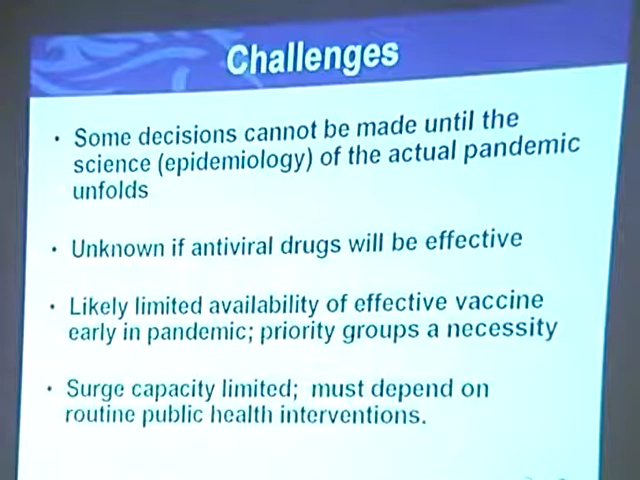 Challenges
• Some decisions cannot be made until the
science (epidemiology) of the actual pandemic
unfolds
• Unknown if antiviral drugs will be effective
• Likely limited availability of effective vaccine
early in pandemic; priority groups a necessity
• Surge capacity limited; must depend on
routine public health interventions.